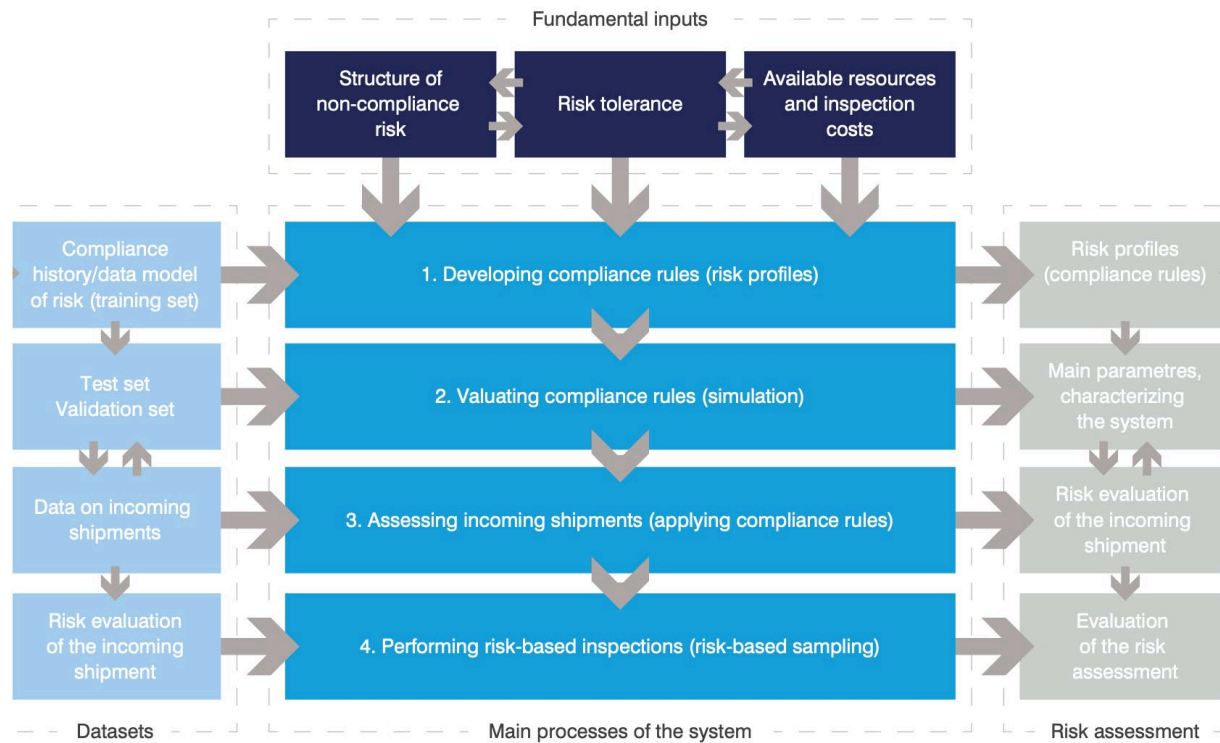 Fundamental inputs
Structure of
non-compliance
risk
Risk tolerance
Available resources
and inspection
costs
Compliance
history/data model
of risk (training set)
1. Developing compliance rules (risk profiles)
Risk profiles
(compliance rules)
Test set
Validation set
2. Valuating compliance rules (simulation)
Main parametres,
characterizing
the system
Data on incoming
shipments
3. Assessing incoming shipments (applying compliance rules)
Risk evaluation
of the incoming
shipment
Risk evaluation
of the incoming
shipment
4. Performing risk-based inspections (risk-based sampling)
Evaluation
of the risk
assessment
Datasets
Main processes of the system
Risk assessment